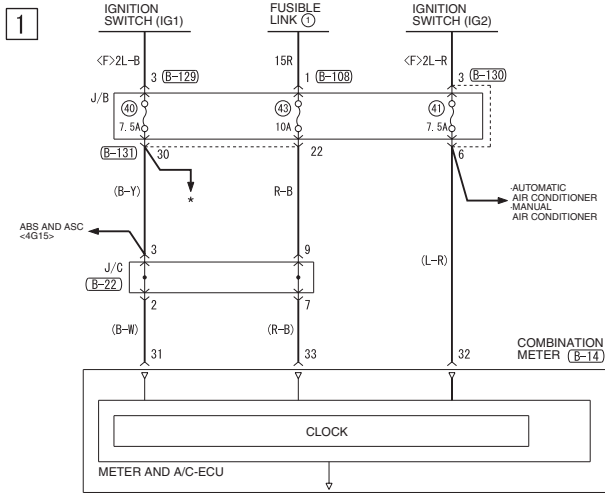 1
IGNITION
SWITCH (IG1)
FUSIBLE
LINK ①
IGNITION
SWITCH (IG2)
<F>2L-B
15R
<F>2L-R
3 (B-129)
1 (B-108)
3 (B-130)
J/B
40
43
41
7.5A
10A
7.5A
(B-131) 30
22
6
*
(B-Y)
R-B
·AUTOMATIC
AIR CONDITIONER
·MANUAL
AIR CONDITIONER
ABS AND ASC
<4G15>
3
9
(L-R)
J/C
(B-22)
2
7
(B-W)
(R-B)
31
33
32
COMBINATION
METER (B-14)
CLOCK
METER AND A/C-ECU